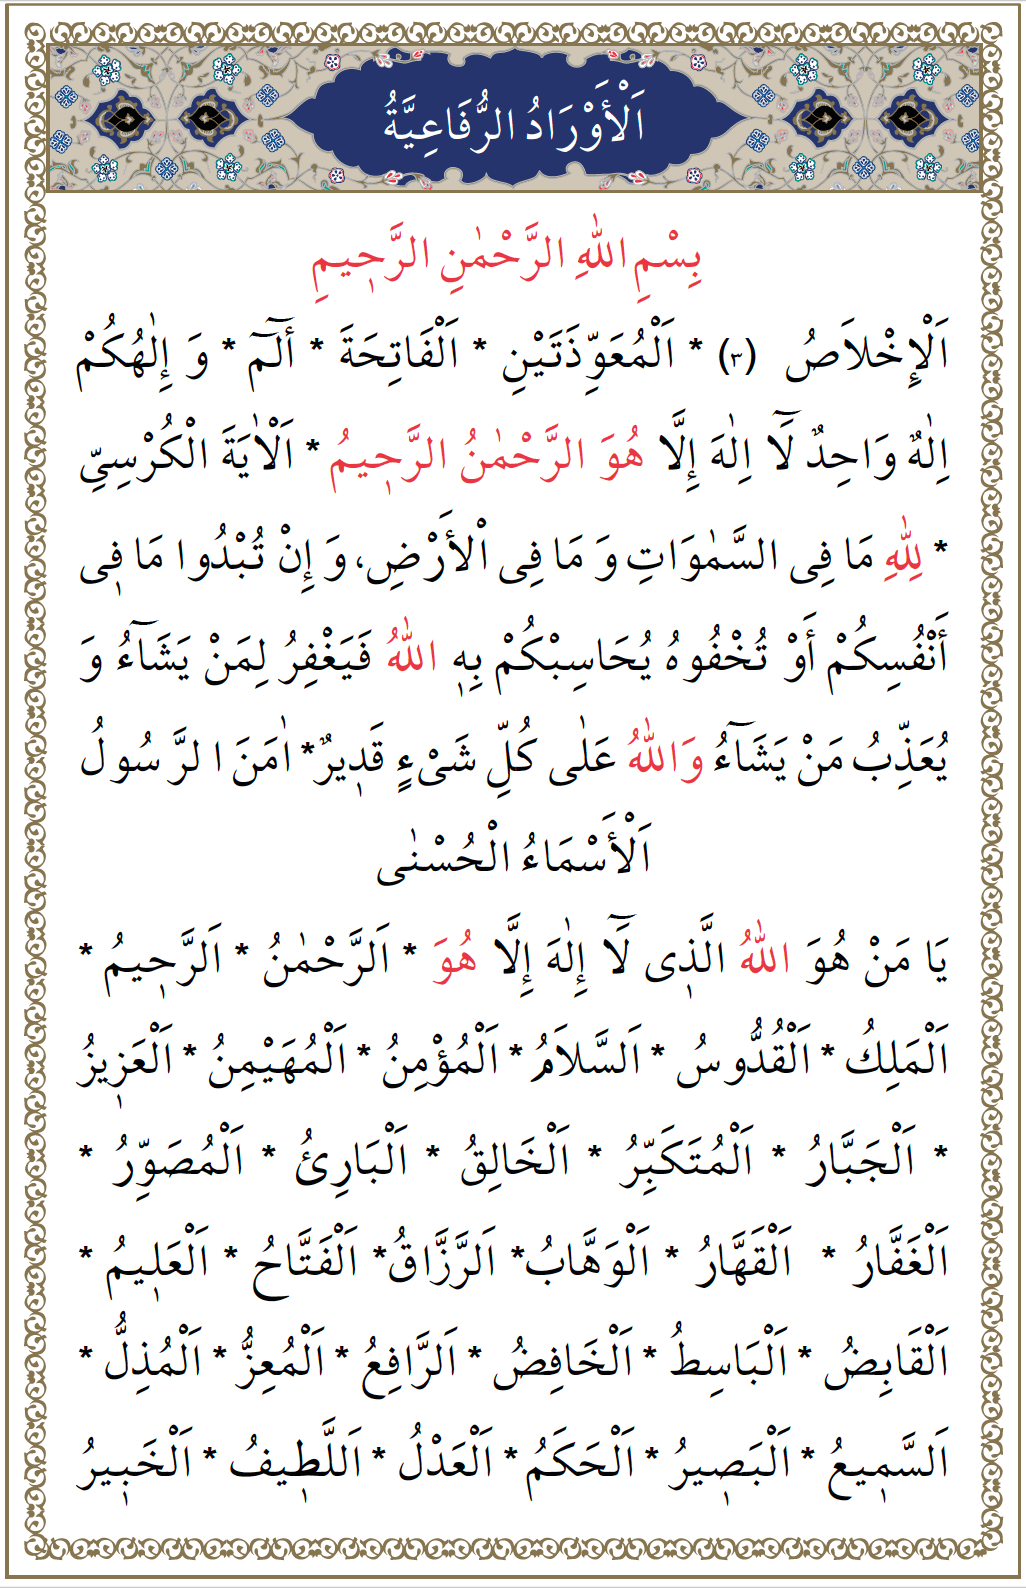 اَلْأَوْرَادُ الرُّفَاعِيَّةُ
بِسْمِ اللّٰهِ الرَّحْمٰنِ الرَّحٖيمِ
اَلْإِخْلَاصُ (٣) * اَلْمُعَوِّذَتَيْنِ * اَلْفَاتِحَةَ * أَلٓمٓ * وَ إِلٰهُكُمْ
اِلٰهٌ وَاحِدٌ لَٓا اِلٰهَ إِلَّا هُوَ الرَّحْمٰنُ الرَّحٖيمُ * اَلْاٰيَةَ الْكُرْسِىِّ
* لِلّٰهِ مَا فِى السَّمٰوَاتِ وَ مَا فِى اْلأَرْضِ، وَ إِنْ تُبْدُوا مَا فٖى
أَنْفُسِكُمْ أَوْ تُخْفُوهُ يُحَاسِبْكُمْ بِهٖ اللّٰهُ فَيَغْفِرُ لِمَنْ يَشَٓاءُ وَ
يُعَذِّبُ مَنْ يَشَٓاءُ وَاللّٰهُ عَلٰى كُلِّ شَىْءٍ قَدٖيرٌ* اٰمَنَ ا لرَّ سُولُ
اَلْأَسْمَاءُ الْحُسْنٰى
يَا مَنْ هُوَ اللّٰهُ الَّذٖى لَٓا إِلٰهَ إِلَّا هُوَ * اَلرَّحْمٰنُ * اَلرَّحٖيمُ *
اَلْمَلِكُ * اَلْقُدُّوسُ * اَلسَّلاَمُ * اَلْمُؤْمِنُ * اَلْمُهَيْمِنُ * اَلْعَزٖيزُ
* اَلْجَبَّارُ * اَلْمُتَكَبِّرُ * اَلْخَالِقُ * اَلْبَارِئُ * اَلْمُصَوِّرُ *
اَلْغَفَّارُ * اَلْقَهَّارُ * اَلْوَهَّابُ* اَلرَّزَّاقُ* اَلْفَتَّاحُ * اَلْعَلٖيمُ *
اَلْقَابِضُ * اَلْبَاسِطُ * اَلْخَافِضُ * اَلرَّافِعُ * اَلْمُعِزُّ * اَلْمُذِلُّ *
اَلسَّمٖيعُ * اَلْبَصٖيرُ * اَلْحَكَمُ * اَلْعَدْلُ * اَللَّطٖيفُ * اَلْخَبٖيرُ